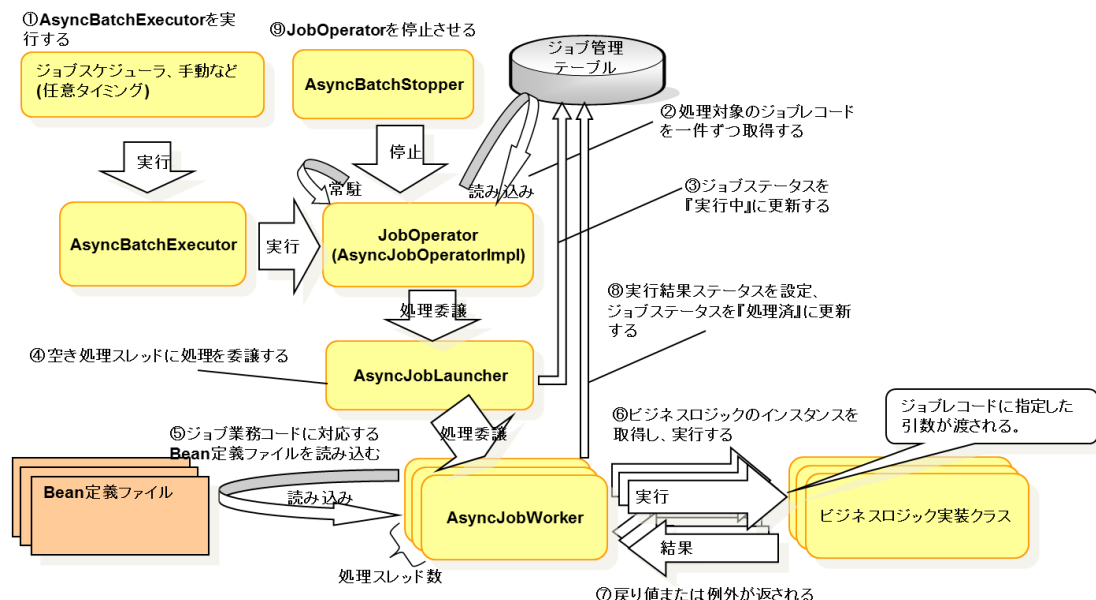 ①AsyncBatchExecutorを実
行する
ジョブスケジューラ、手動など
(任意タイミング)
⑨JobOperatorを停止させる
AsyncBatchStopper
ジョブ管理
テーブル
②処理対象のジョブレコード
を一件ずつ取得する
実行
停止
常駐
読み込み
③ジョブステータスを
『実行中』に更新する
AsyncBatchExecutor
実行
JobOperator
(AsyncJobOperatorImpl)
処理委譲
⑧実行結果ステータスを設定、
ジョブステータスを『処理済』に更新
する
④空き処理スレッドに処理を委譲する
AsyncJobLauncher
処理委譲
⑤ジョブ業務コードに対応する
Bean定義ファイルを読み込む
⑥ビジネスロジックのインスタンスを
取得し、実行する
ジョブレコードに指定した
引数が渡される。
Bean定義ファイル
読み込み
AsyncJobWorker
実行
ビジネスロジック実装クラス
結果
処理スレッド数
⑦戻り値または例外が返される